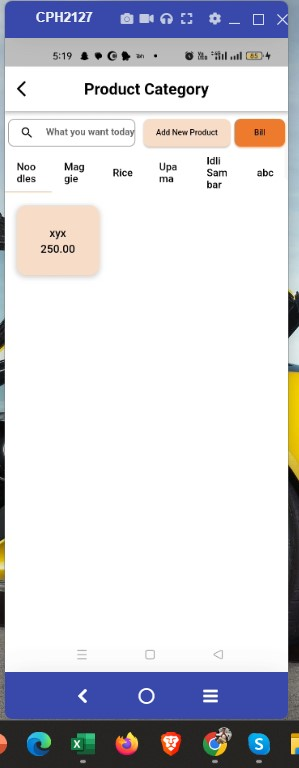 CPH2127
5:19
85
Product Category
What you want today
Add New Product
Bill
Noo
dles
Mag
gie
Rice
Upa
ma
Idli
Sam
bar
abc
xyx
250.00